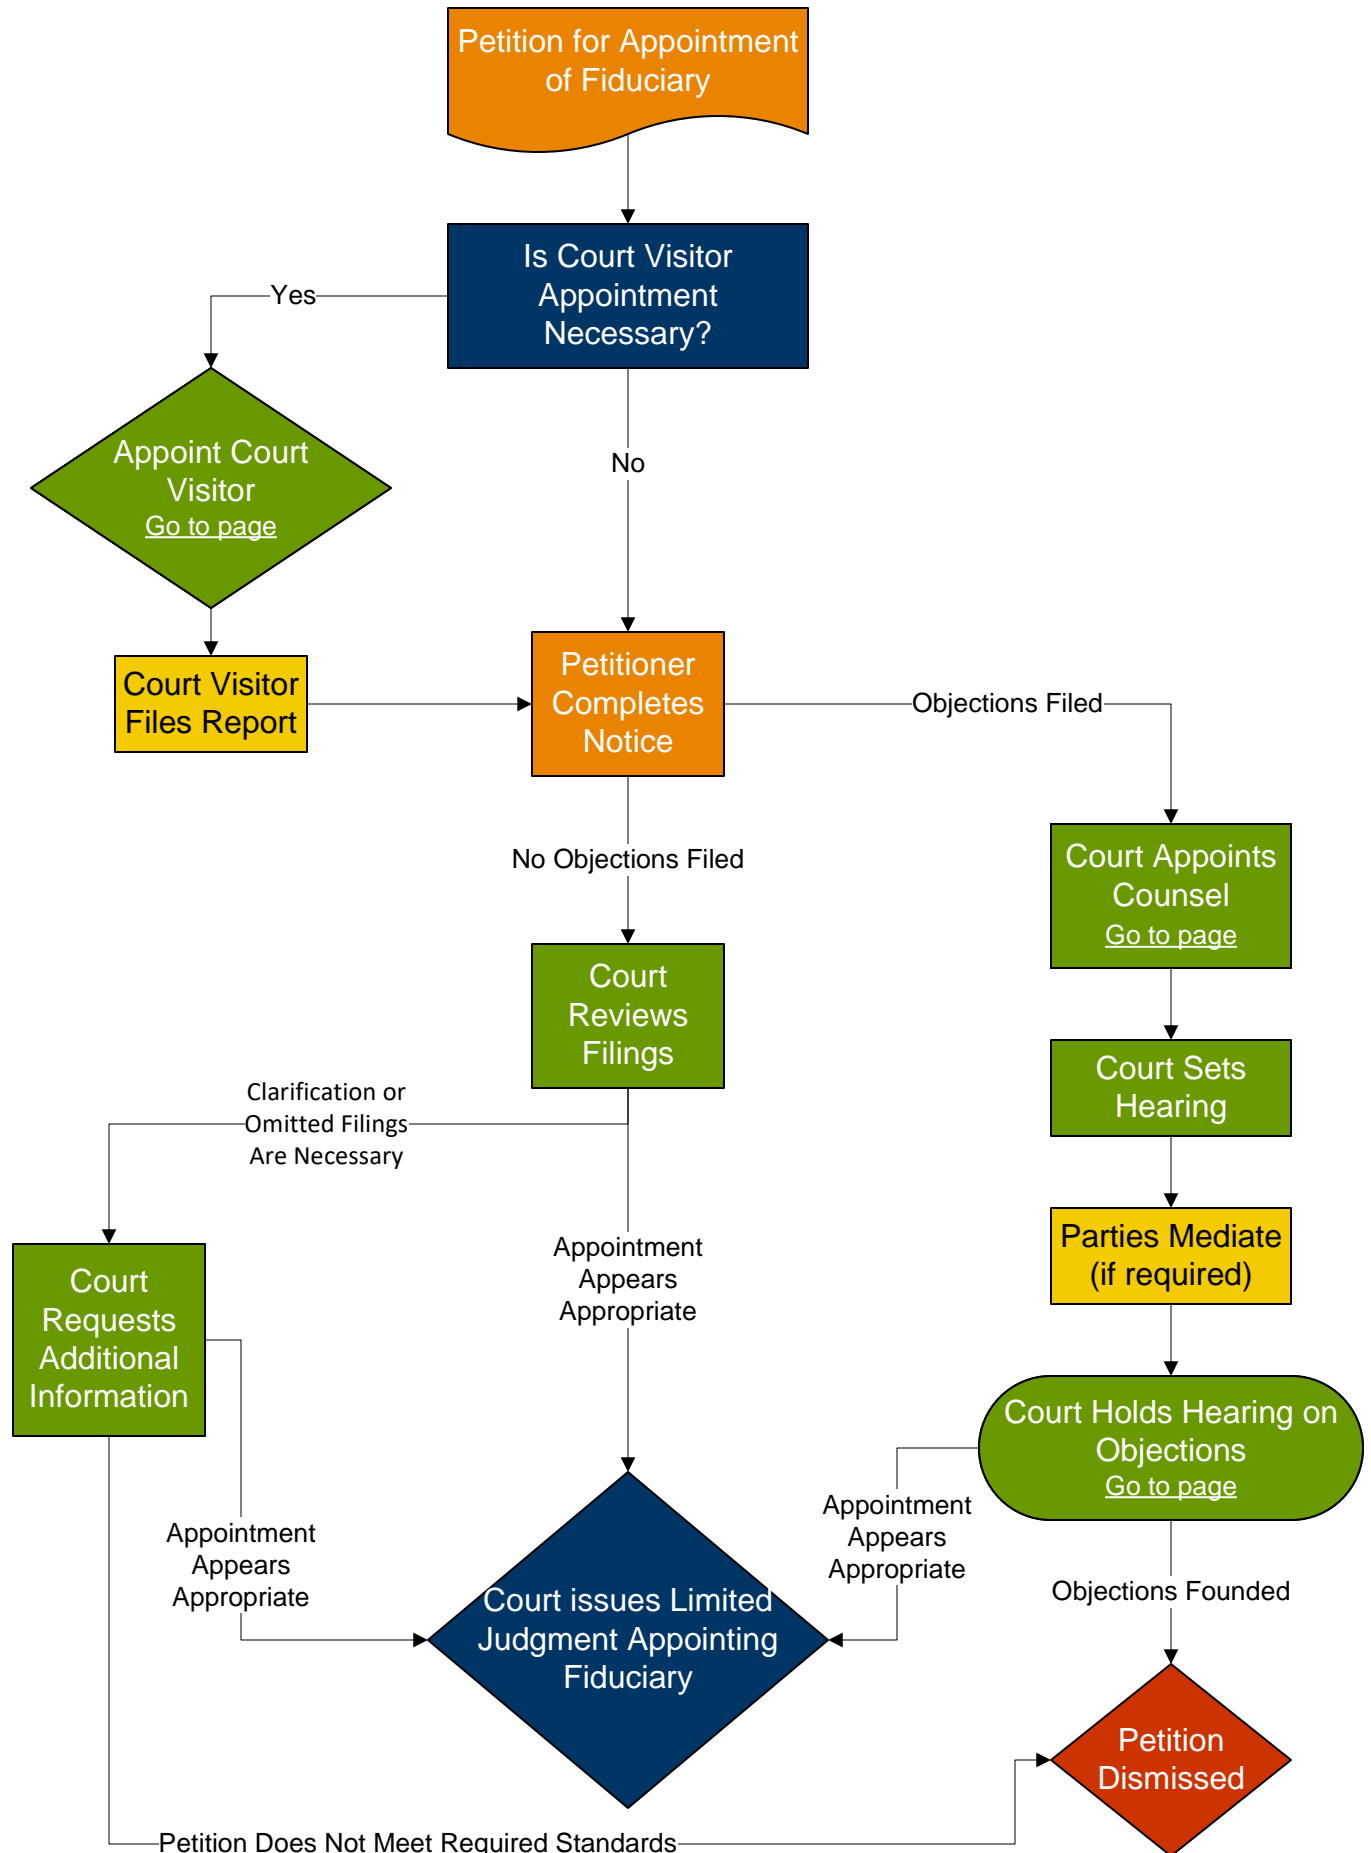 Petition for Appointment
of Fiduciary
Is Court Visitor
Appointment
Necessary?
Yes
Appoint Court
Visitor
Go to page
No
Court Visitor
Files Report
Petitioner
Completes
Notice
Objections Filed
No Objections Filed
Court Appoints
Counsel
Go to page
Court
Reviews
Filings
Court Sets
Hearing
Clarification or
Omitted Filings
Are Necessary
Parties Mediate
(if required)
Appointment
Appears
Appropriate
Court
Requests
Additional
Information
Court Holds Hearing on
Objections
Go to page
Appointment
Appears
Appropriate
Appointment
Appears
Appropriate
Objections Founded
Court issues Limited
Judgment Appointing
Fiduciary
Petition
Dismissed
Petition Does Not Meet Required Standards